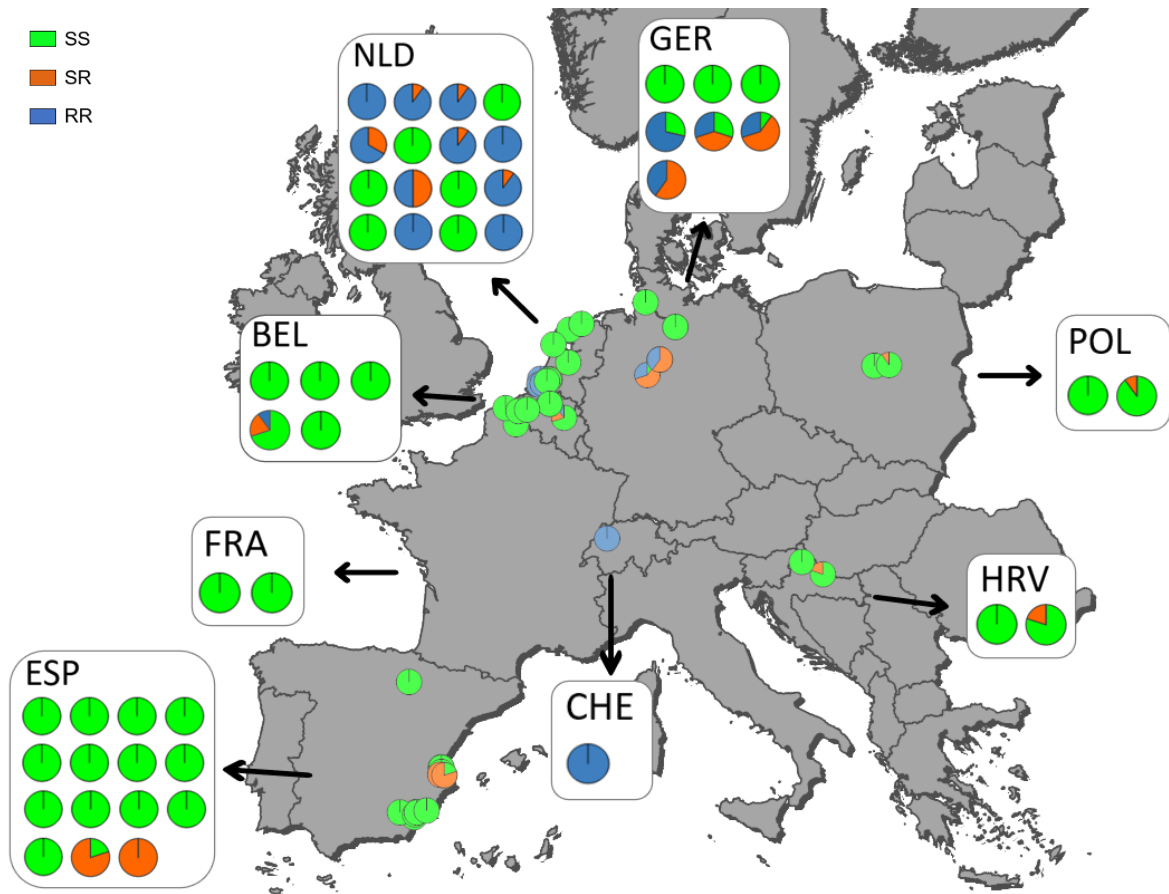 SS
SR
RR
NLD
GER
BEL
POL
FRA
HRV
ESP
CHE